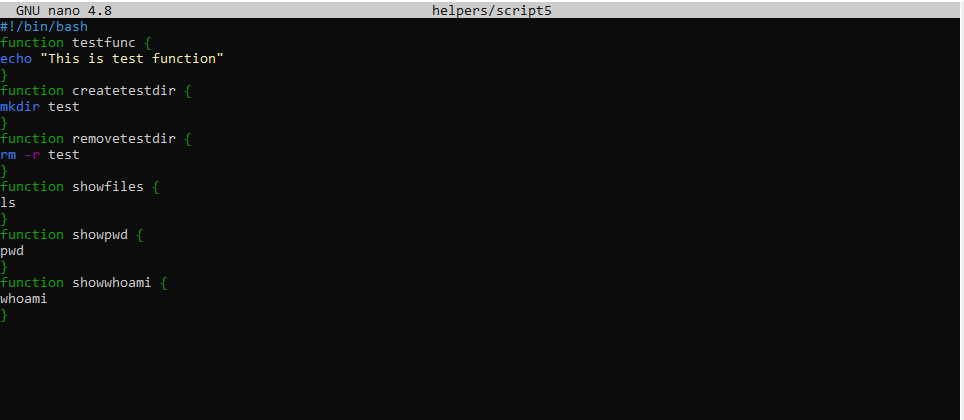 GNU nano 4.8 helpers/script5
#!/bin/bash
function testfunc {
echo "This is test function"
}
function createtestdir {
mkdir test
}
function removetestdir {
rm -r test
}
function showfiles {
ls
}
function showpwd {
pwd
}
function showwhoami {
whoami
}